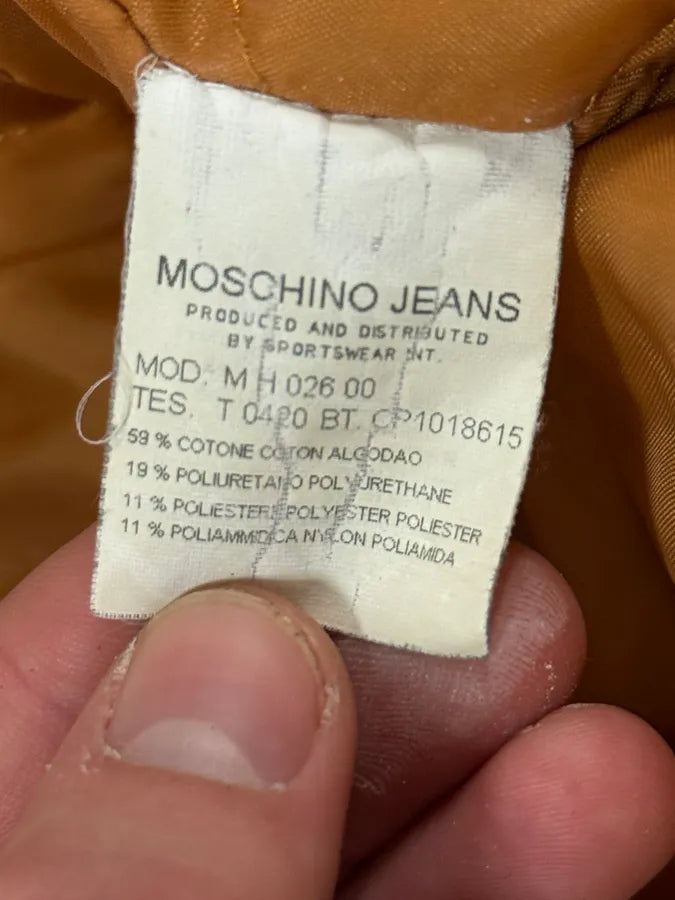 MOSCHINO JEANS
PRODUCED AND DISTRIBUTED
BY SPORTSWEAR INT.
MOD. M H 026 00
TES. T 0420 BT. CP1018615
59 % COTONE COTON ALGODAO
19 % POLIURETANO POLYURETHANE
11 % POLIESTERE POLYESTER POLIESTER
11 % POLIAMMIDICA NYLON POLIAMIDA